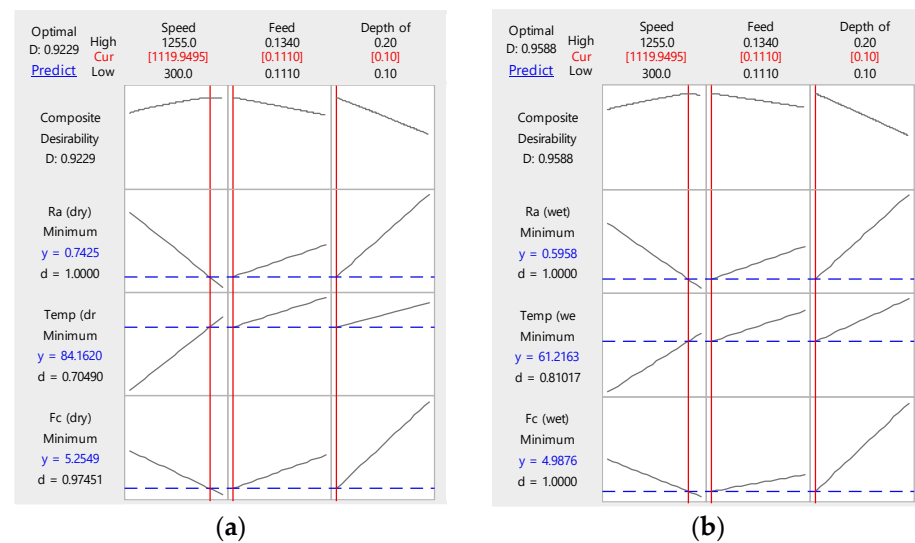 Optimal
D: 0.9229
Predict
High
Cur
Low
Speed
1255.0
[1119.9495]
300.0
Feed
0.1340
[0.1110]
0.1110
Depth of
0.20
[0.10]
0.10
Composite
Desirability
D: 0.9229
Ra (dry)
Minimum
y = 0.7425
d = 1.0000
Temp (dr
Minimum
y = 84.1620
d = 0.70490
Fc (dry)
Minimum
y = 5.2549
d = 0.97451
(a)
Optimal
D: 0.9588
Predict
High
Cur
Low
Speed
1255.0
[1119.9495]
300.0
Feed
0.1340
[0.1110]
0.1110
Depth of
0.20
[0.10]
0.10
Composite
Desirability
D: 0.9588
Ra (wet)
Minimum
y = 0.5958
d = 1.0000
Temp (we
Minimum
y = 61.2163
d = 0.81017
Fc (wet)
Minimum
y = 4.9876
d = 1.0000
(b)